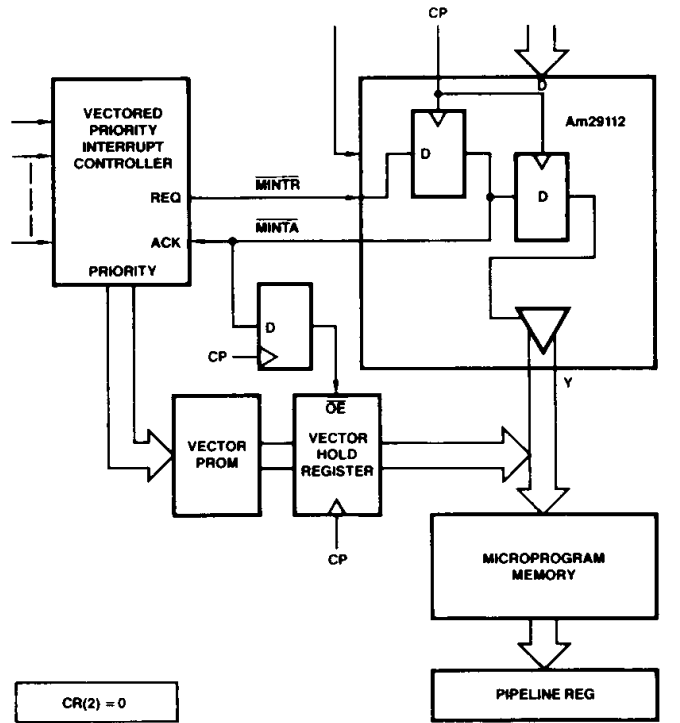 CP
D
Am29112
VECTORED
PRIORITY
INTERRUPT
CONTROLLER
D
D
REQ
MINTR
ACK
MINTA
PRIORITY
D
CP
Y
OE
VECTOR
PROM
VECTOR
HOLD
REGISTER
CP
MICROPROGRAM
MEMORY
PIPELINE REG
CR(2) = 0